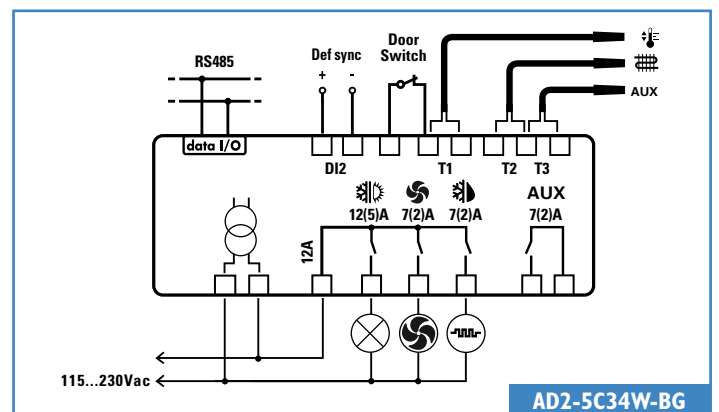 RS485
Def sync
+ -
Door
Switch
AUX
data I/O
DI2
T1
T2
T3
12(5)A
7(2)A
7(2)A
AUX
7(2)A
12A
115...230Vac
AD2-5C34W-BG